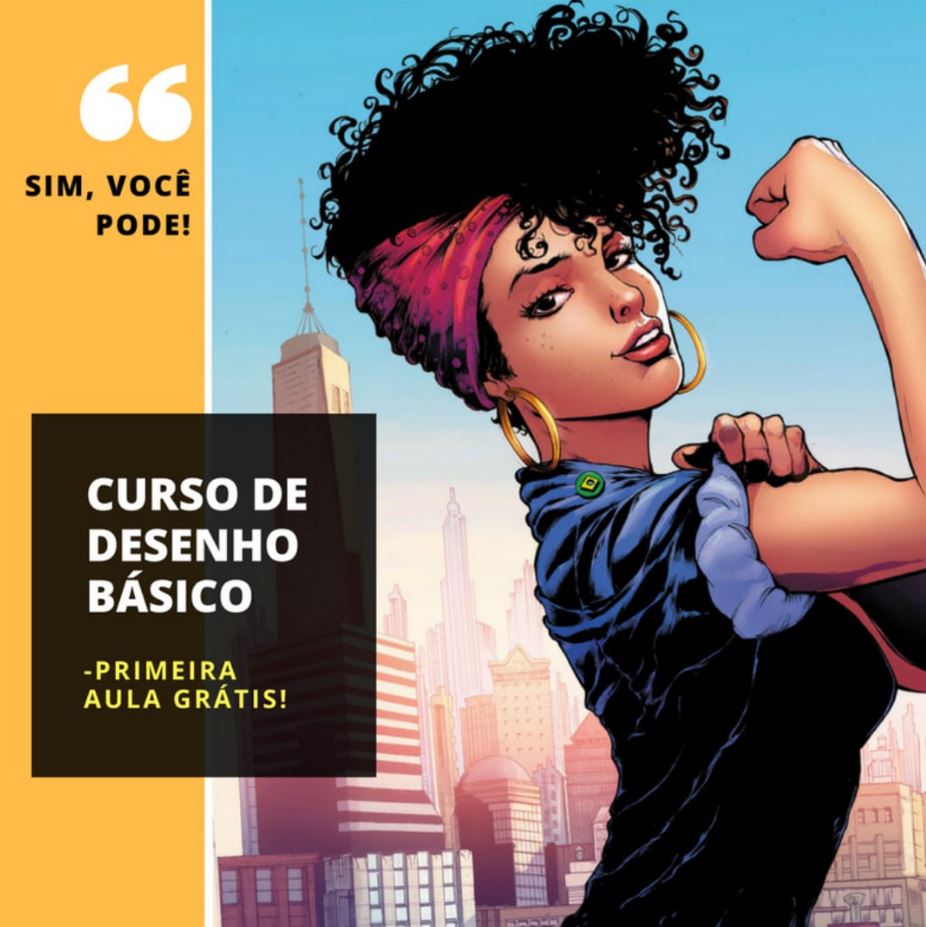 SIM, VOCÊ
PODE!
CURSO DE
DESENHO
BÁSICO
-PRIMEIRA
AULA GRÁTIS!